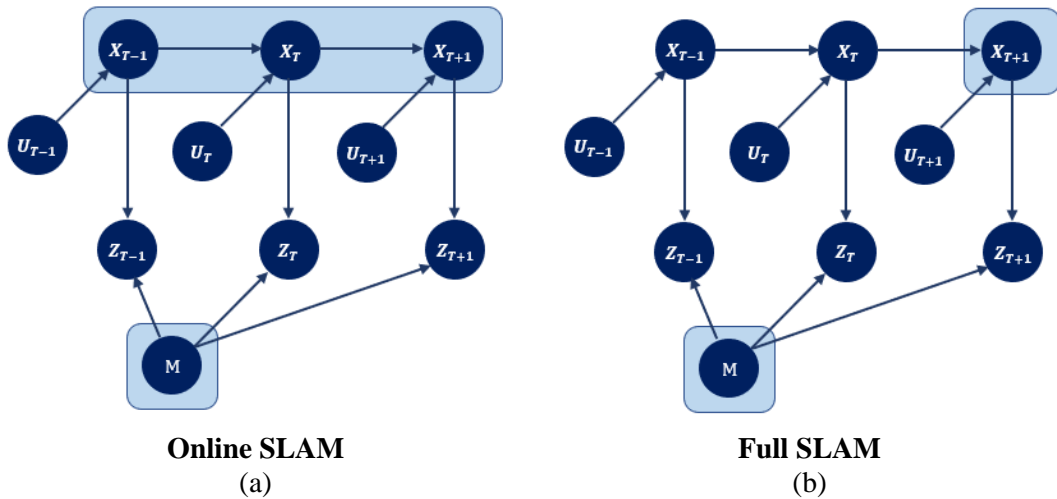 X_{T−1} X_T X_{T+1}
U_{T−1} U_T U_{T+1}
Z_{T−1} Z_T Z_{T+1}
M
Online SLAM
(a)
X_{T−1} X_T X_{T+1}
U_{T−1} U_T U_{T+1}
Z_{T−1} Z_T Z_{T+1}
M
Full SLAM
(b)